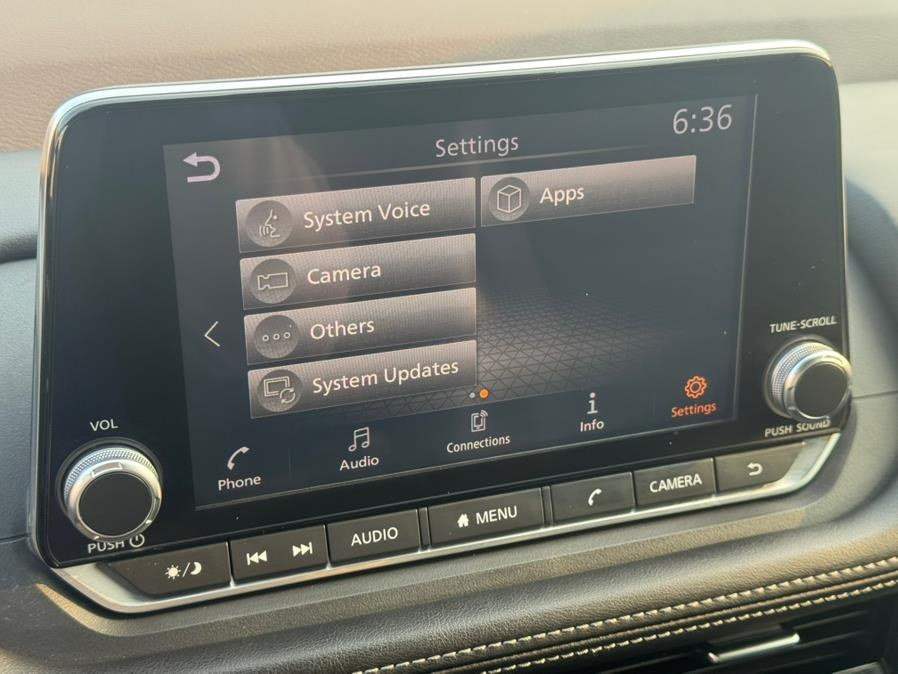 6:36
Settings
System Voice
Apps
Camera
Others
System Updates
Phone
Audio
Connections
Info
Settings
VOL
PUSH
TUNE·SCROLL
PUSH SOUND
AUDIO
MENU
CAMERA